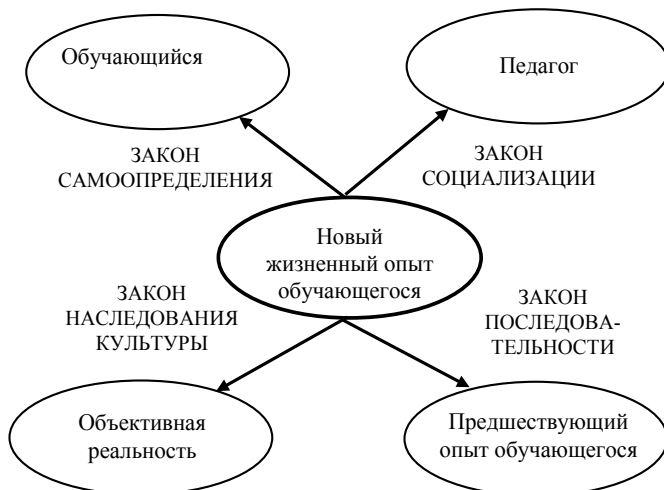 Обучающийся
Педагог
ЗАКОН
САМООПРЕДЕЛЕНИЯ
ЗАКОН
СОЦИАЛИЗАЦИИ
Новый
жизненный опыт
обучающегося
ЗАКОН
НАСЛЕДОВАНИЯ
КУЛЬТУРЫ
ЗАКОН
ПОСЛЕДОВА-
ТЕЛЬНОСТИ
Объективная
реальность
Предшествующий
опыт обучающегося